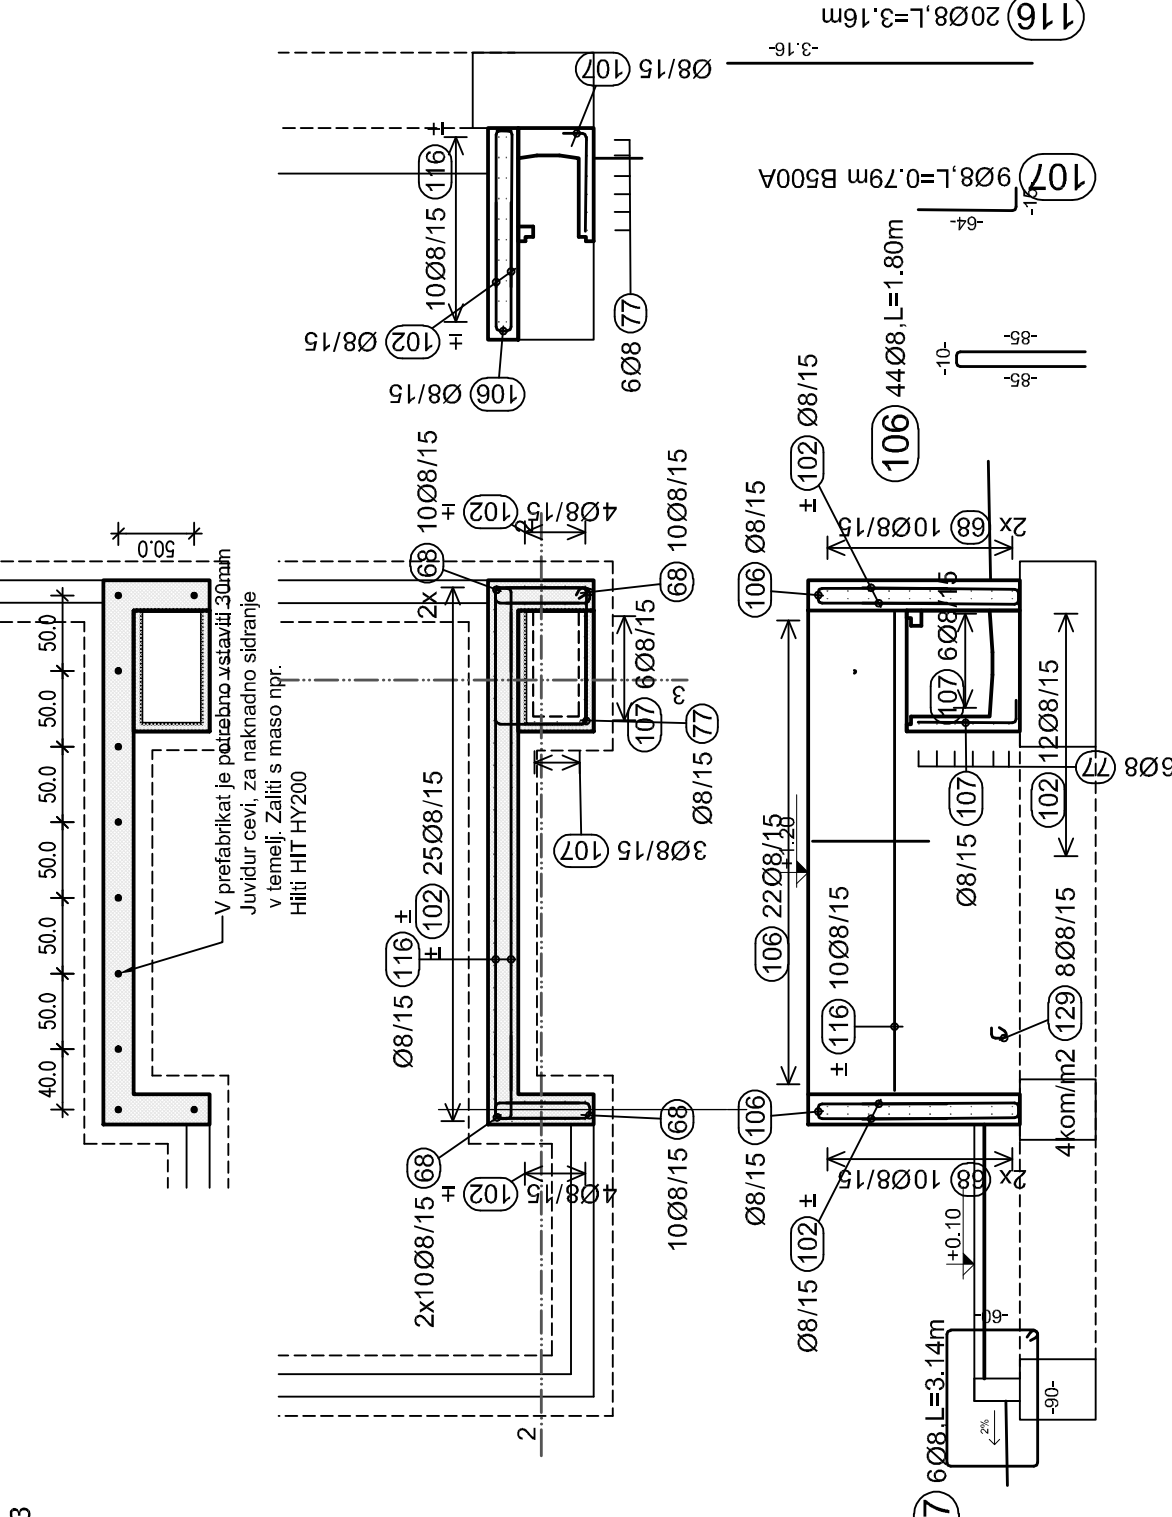 116 20Ø8,L=3.16m
-3.16-
107 Ø8/15
107 9Ø8,L=0.79m B500A
-64-
-15-
± 116 10Ø8/15 ±
Ø8/15 102
106 Ø8/15
6Ø8 77
106 44Ø8,L=1.80m
-10-
-85-
-85-
50.0
50.0
50.0
50.0
50.0
50.0
50.0
40.0
V prefabrikat je potrebno vstaviti 30mm
Juvidur cevi, za naknadno sidranje
v temelj. Zaliti s maso npr.
Hilti HIT HY200
2x 68 10Ø8/15
± 102 4Ø8/15
68 10Ø8/15
107 6Ø8/15
3
Ø8/15 77
107 3Ø8/15
± 102 25Ø8/15
Ø8/15 116 ±
2x10Ø8/15 68
± 102 4Ø8/15
10Ø8/15 68
2
± 102 Ø8/15
106 Ø8/15
2x 68 10Ø8/15
107 6Ø8/15
Ø8/15 107
102 12Ø8/15
77 6Ø8
106 22Ø8/15
+1.20
± 116 10Ø8/15
4kom/m2 129 8Ø8/15
Ø8/15 106
2x 68 10Ø8/15
Ø8/15 102 ±
+0.10
-60-
-90-
2%
7 6Ø8,L=3.14m